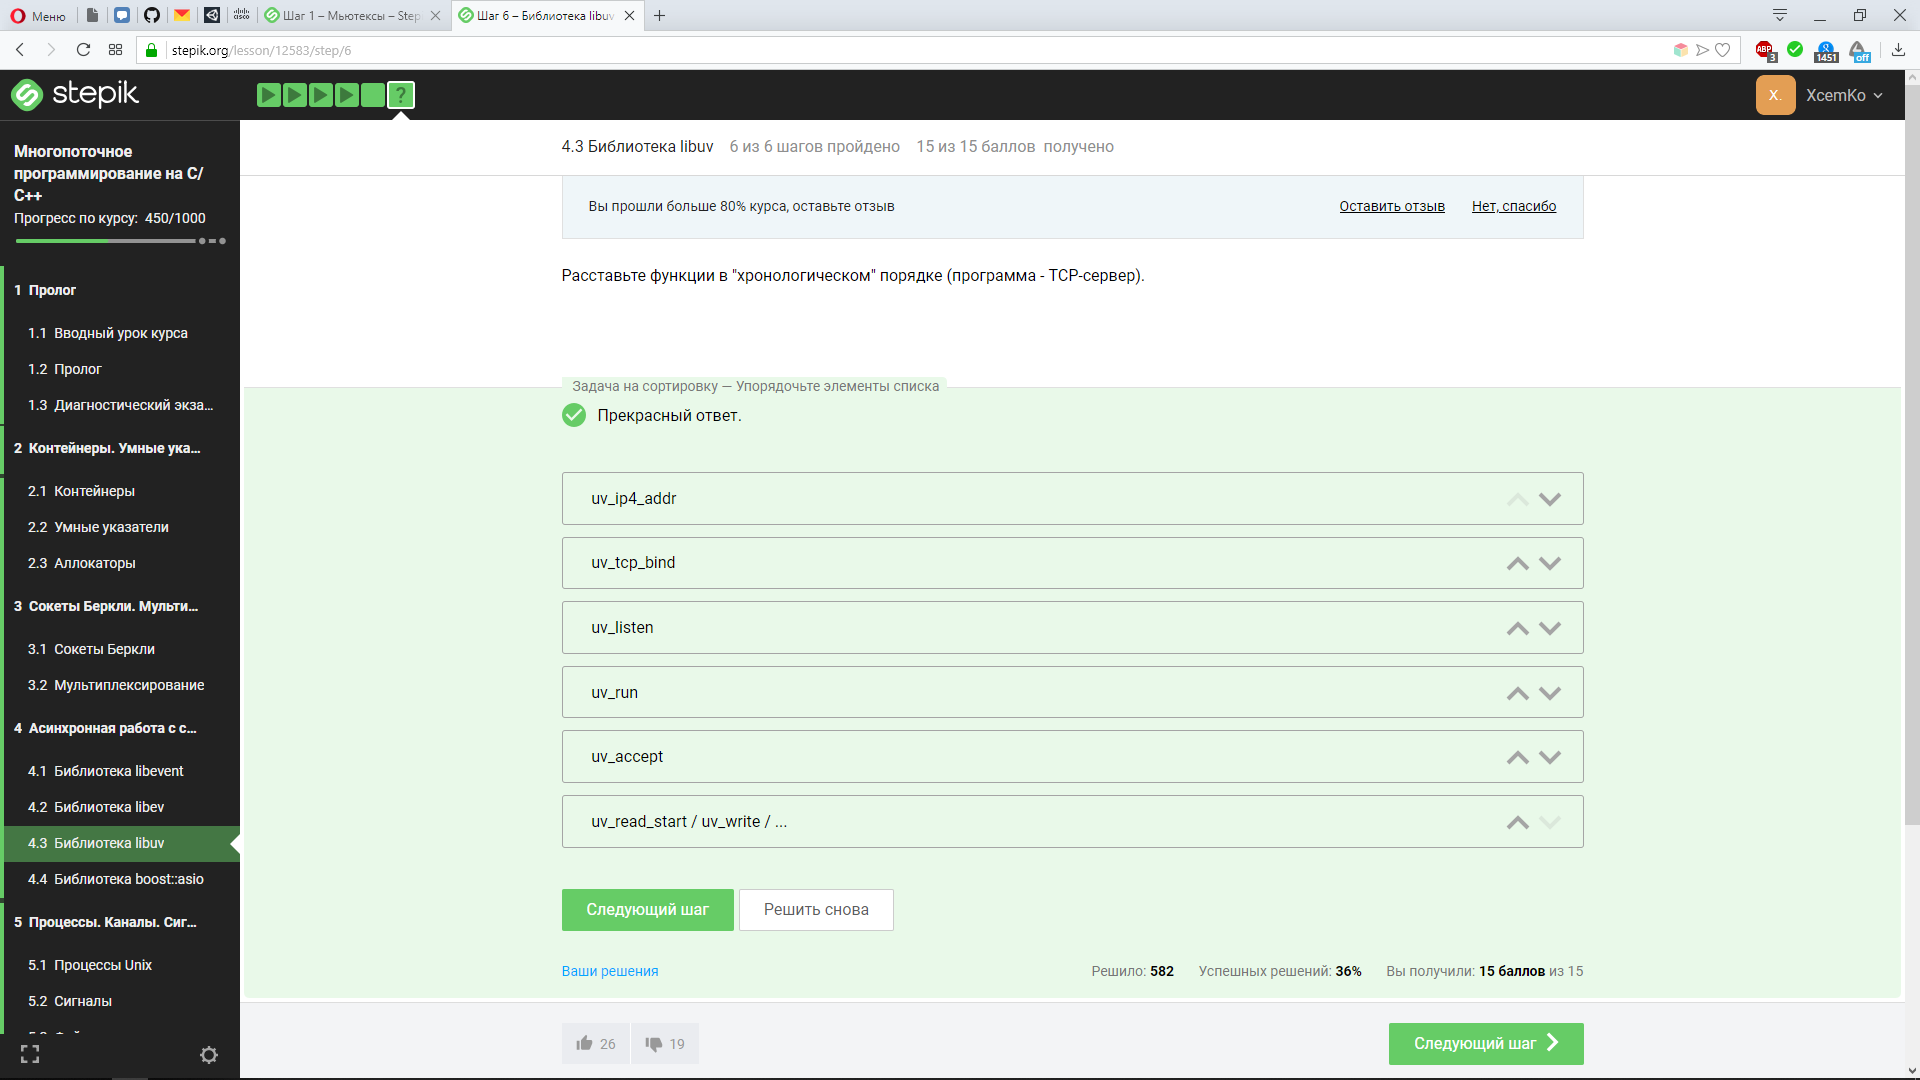 Меню
Шаг 1 – Мьютексы – Step
Шаг 6 – Библиотека libuv
stepik.org/lesson/12583/step/6
ABP
3
1451
off
stepik
?
X.
XcemKo
Многопоточное
программирование на C/
C++
Прогресс по курсу: 450/1000
1 Пролог
1.1 Вводный урок курса
1.2 Пролог
1.3 Диагностический экза...
2 Контейнеры. Умные ука...
2.1 Контейнеры
2.2 Умные указатели
2.3 Аллокаторы
3 Сокеты Беркли. Мульти...
3.1 Сокеты Беркли
3.2 Мультиплексирование
4 Асинхронная работа с с...
4.1 Библиотека libevent
4.2 Библиотека libev
4.3 Библиотека libuv
4.4 Библиотека boost::asio
5 Процессы. Каналы. Сиг...
5.1 Процессы Unix
5.2 Сигналы
4.3 Библиотека libuv 6 из 6 шагов пройдено 15 из 15 баллов получено
Вы прошли больше 80% курса, оставьте отзыв
Оставить отзыв
Нет, спасибо
Расставьте функции в "хронологическом" порядке (программа - TCP-сервер).
Задача на сортировку — Упорядочьте элементы списка
Прекрасный ответ.
uv_ip4_addr
uv_tcp_bind
uv_listen
uv_run
uv_accept
uv_read_start / uv_write / ...
Следующий шаг
Решить снова
Ваши решения
Решило: 582 Успешных решений: 36% Вы получили: 15 баллов из 15
26
19
Следующий шаг